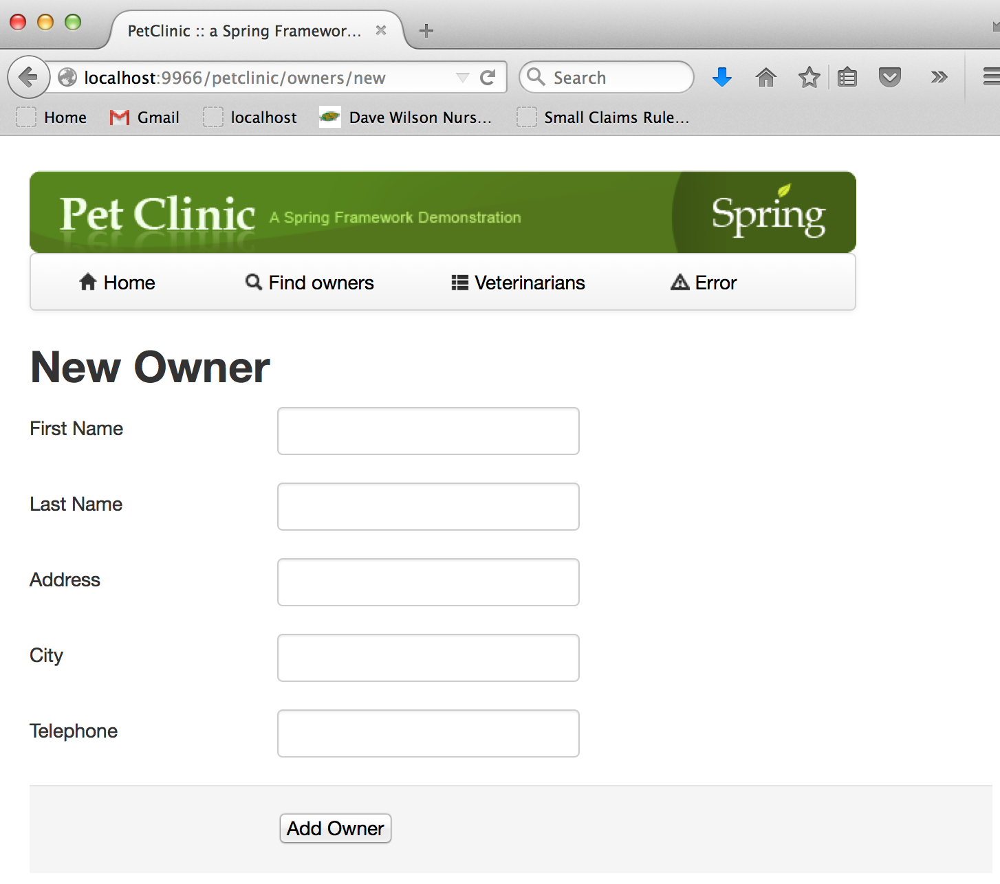 PetClinic :: a Spring Framewor...
localhost:9966/petclinic/owners/new
Search
Home Gmail localhost Dave Wilson Nurs... Small Claims Rule...
Pet Clinic A Spring Framework Demonstration Spring
Home Find owners Veterinarians Error
New Owner
First Name
Last Name
Address
City
Telephone
Add Owner